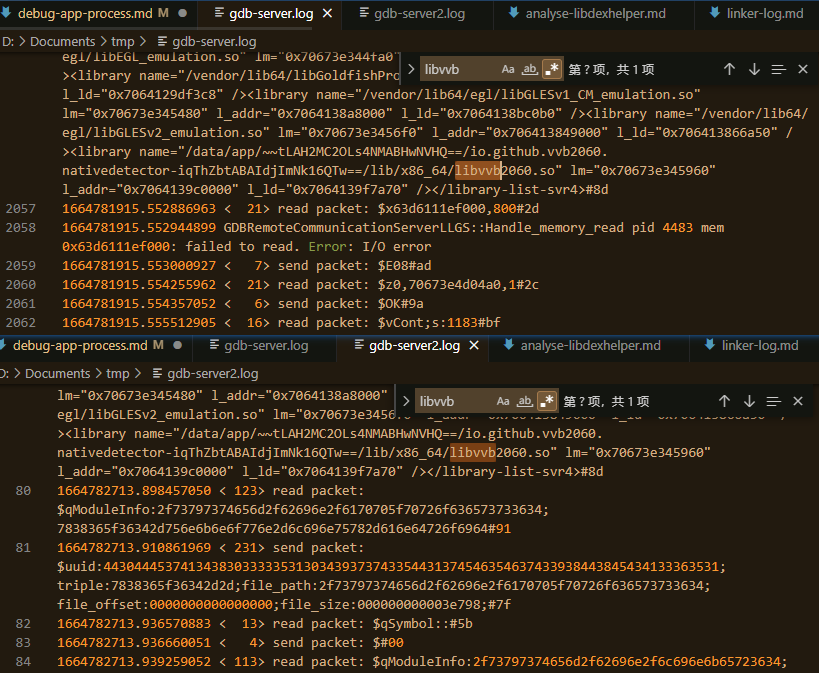 debug-app-process.md M ● gdb-server.log × gdb-server2.log analyse-libdexhelper.md linker-log.md
D: > Documents > tmp > gdb-server.log
egl/libEGL_emulation.so" lm="0x70673e344fa0"
libvvb Aa ab .* 第?项, 共1项
><library name="/vendor/lib64/libGoldfishPro
l_ld="0x7064129df3c8" /><library name="/vendor/lib64/egl/libGLESv1_CM_emulation.so"
lm="0x70673e345480" l_addr="0x7064138a8000" l_ld="0x7064138bc0b0" /><library name="/vendor/lib64/
egl/libGLESv2_emulation.so" lm="0x70673e3456f0" l_addr="0x706413849000" l_ld="0x706413866a50" /
><library name="/data/app/~~tLAH2MC2OLs4NMABHwNVHQ==/io.github.vvb2060.
nativedetector-iqThZbtABAIdjImNk16QTw==/lib/x86_64/libvvb2060.so" lm="0x70673e345960"
l_addr="0x7064139c0000" l_ld="0x7064139f7a70" /></library-list-svr4>#8d
2057 1664781915.552886963 < 21> read packet: $x63d6111ef000,800#2d
2058 1664781915.552944899 GDBRemoteCommunicationServerLLGS::Handle_memory_read pid 4483 mem
0x63d6111ef000: failed to read. Error: I/O error
2059 1664781915.553000927 < 7> send packet: $E08#ad
2060 1664781915.554255962 < 21> read packet: $z0,70673e4d04a0,1#2c
2061 1664781915.554357052 < 6> send packet: $OK#9a
2062 1664781915.555512905 < 16> read packet: $vCont;s:1183#bf
debug-app-process.md M ● gdb-server.log gdb-server2.log × analyse-libdexhelper.md linker-log.md
D: > Documents > tmp > gdb-server2.log
lm="0x70673e345480" l_addr="0x7064138a8000"
libvvb Aa ab .* 第?项, 共1项
egl/libGLESv2_emulation.so" lm="0x70673e3456
><library name="/data/app/~~tLAH2MC2OLs4NMABHwNVHQ==/io.github.vvb2060.
nativedetector-iqThZbtABAIdjImNk16QTw==/lib/x86_64/libvvb2060.so" lm="0x70673e345960"
l_addr="0x7064139c0000" l_ld="0x7064139f7a70" /></library-list-svr4>#8d
80 1664782713.898457050 < 123> read packet:
$qModuleInfo:2f73797374656d2f62696e2f6170705f70726f636573733634;
7838365f36342d756e6b6e6f776e2d6c696e75782d616e64726f6964#91
81 1664782713.910861969 < 231> send packet:
$uuid:4430444537413438303333353130343937374335443137454635463743393844384543413336353​1;
triple:7838365f36342d2d;file_path:2f73797374656d2f62696e2f6170705f70726f636573733634;
file_offset:0000000000000000;file_size:000000000003e798;#7f
82 1664782713.936570883 < 13> read packet: $qSymbol::#5b
83 1664782713.936660051 < 4> send packet: $#00
84 1664782713.939259052 < 113> read packet: $qModuleInfo:2f73797374656d2f62696e2f6c696e6b65723634;